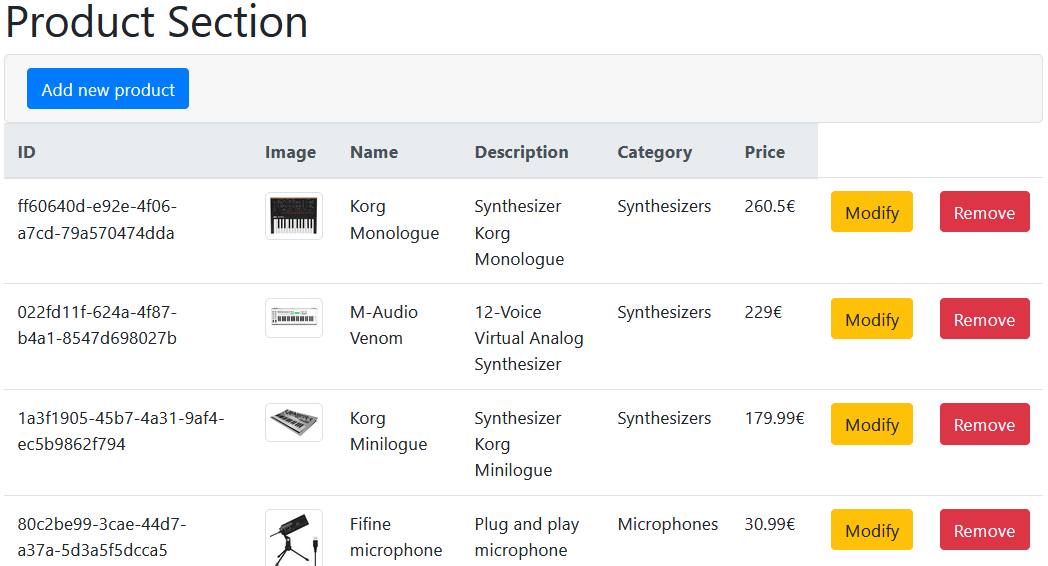 Product Section
Add new product
ID Image Name Description Category Price
ff60640d-e92e-4f06- Korg Synthesizer Synthesizers 260.5€ Modify Remove
a7cd-79a570474dda Monologue Korg
Monologue
022fd11f-624a-4f87- M-Audio 12-Voice Synthesizers 229€ Modify Remove
b4a1-8547d698027b Venom Virtual Analog
Synthesizer
1a3f1905-45b7-4a31-9af4- Korg Synthesizer Synthesizers 179.99€ Modify Remove
ec5b9862f794 Minilogue Korg
Minilogue
80c2be99-3cae-44d7- Fifine Plug and play Microphones 30.99€ Modify Remove
a37a-5d3a5f5dcca5 microphone microphone